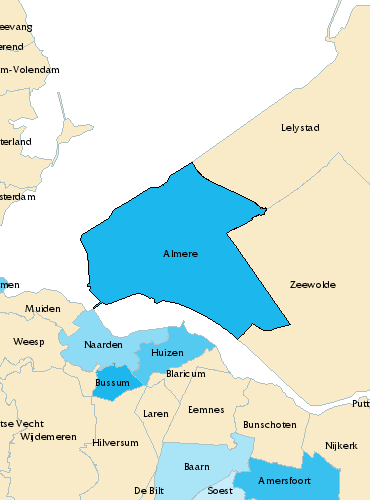 eevang
erend
m-Volendam
Lelystad
terland
sterdam
Almere
men
Zeewolde
Muiden
Weesp
Naarden
Huizen
Blaricum
Bussum
Putt
Laren
Eemnes
tse Vecht
Bunschoten
Wijdemeren
Hilversum
Nijkerk
Baarn
Amersfoort
De Bilt
Soest